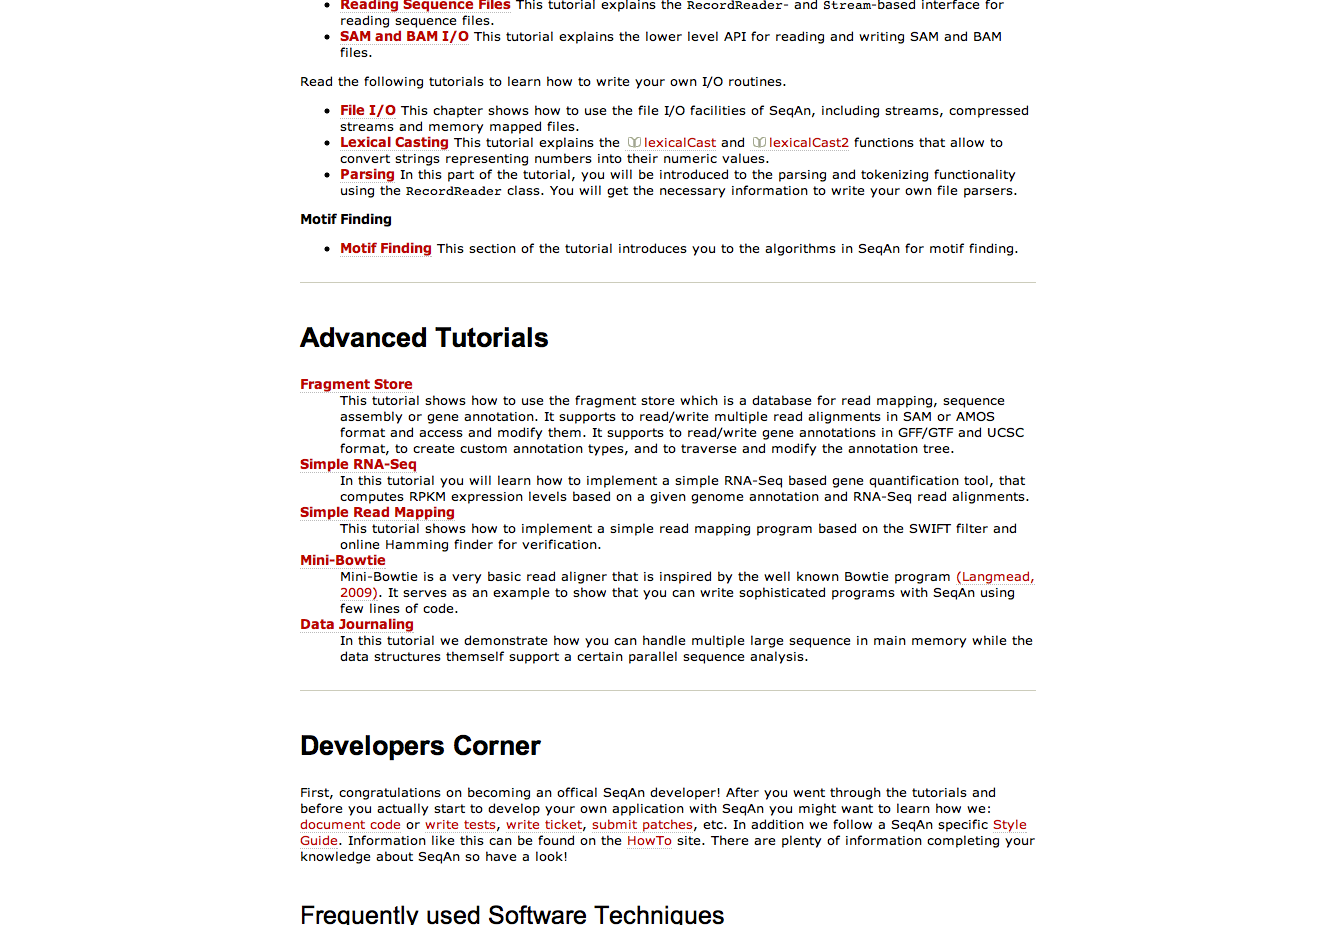 Reading Sequence Files This tutorial explains the RecordReader- and Stream-based interface for
reading sequence files.
SAM and BAM I/O This tutorial explains the lower level API for reading and writing SAM and BAM
files.
Read the following tutorials to learn how to write your own I/O routines.
File I/O This chapter shows how to use the file I/O facilities of SeqAn, including streams, compressed
streams and memory mapped files.
Lexical Casting This tutorial explains the lexicalCast and lexicalCast2 functions that allow to
convert strings representing numbers into their numeric values.
Parsing In this part of the tutorial, you will be introduced to the parsing and tokenizing functionality
using the RecordReader class. You will get the necessary information to write your own file parsers.
Motif Finding
Motif Finding This section of the tutorial introduces you to the algorithms in SeqAn for motif finding.
Advanced Tutorials
Fragment Store
This tutorial shows how to use the fragment store which is a database for read mapping, sequence
assembly or gene annotation. It supports to read/write multiple read alignments in SAM or AMOS
format and access and modify them. It supports to read/write gene annotations in GFF/GTF and UCSC
format, to create custom annotation types, and to traverse and modify the annotation tree.
Simple RNA-Seq
In this tutorial you will learn how to implement a simple RNA-Seq based gene quantification tool, that
computes RPKM expression levels based on a given genome annotation and RNA-Seq read alignments.
Simple Read Mapping
This tutorial shows how to implement a simple read mapping program based on the SWIFT filter and
online Hamming finder for verification.
Mini-Bowtie
Mini-Bowtie is a very basic read aligner that is inspired by the well known Bowtie program (Langmead,
2009). It serves as an example to show that you can write sophisticated programs with SeqAn using
few lines of code.
Data Journaling
In this tutorial we demonstrate how you can handle multiple large sequence in main memory while the
data structures themself support a certain parallel sequence analysis.
Developers Corner
First, congratulations on becoming an offical SeqAn developer! After you went through the tutorials and
before you actually start to develop your own application with SeqAn you might want to learn how we:
document code or write tests, write ticket, submit patches, etc. In addition we follow a SeqAn specific Style
Guide. Information like this can be found on the HowTo site. There are plenty of information completing your
knowledge about SeqAn so have a look!
Frequently used Software Techniques